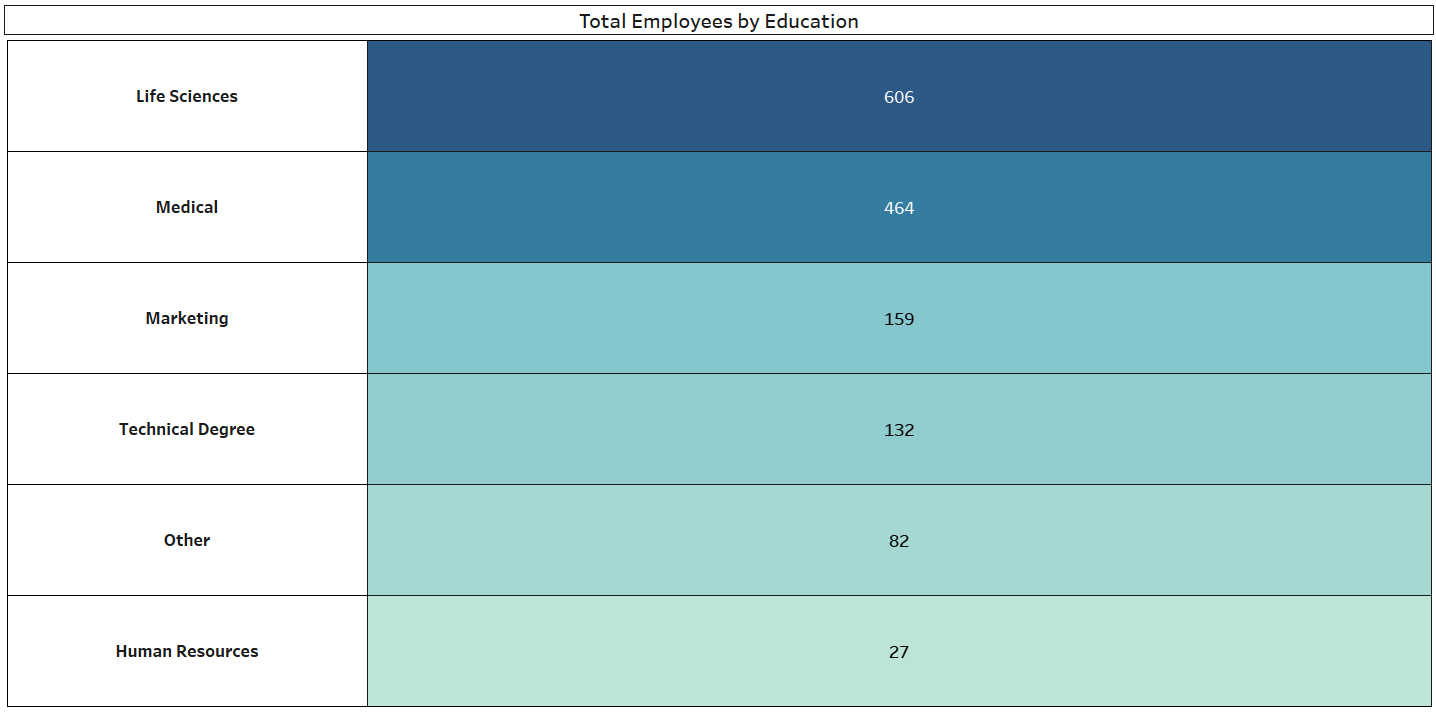 Total Employees by Education
Life Sciences 606
Medical 464
Marketing 159
Technical Degree 132
Other 82
Human Resources 27